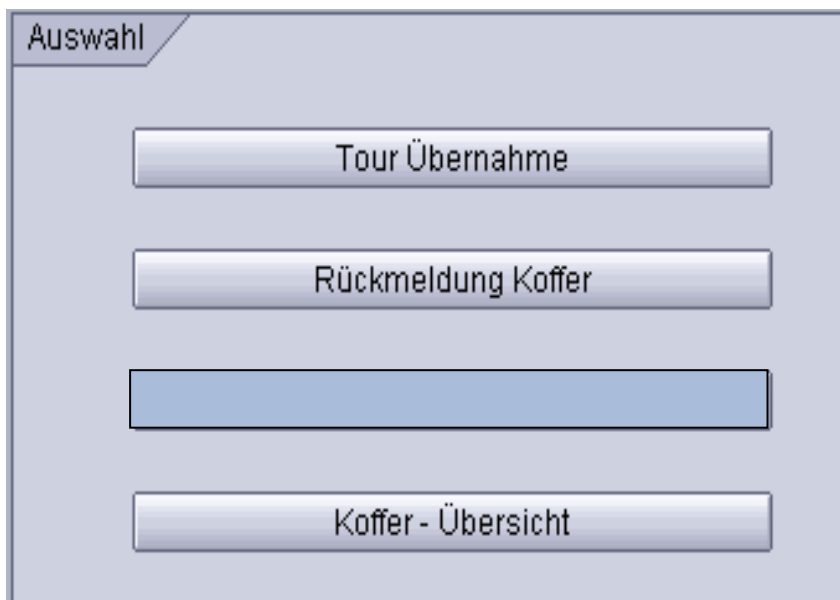 Auswahl
Tour Übernahme
Rückmeldung Koffer
Koffer - Übersicht